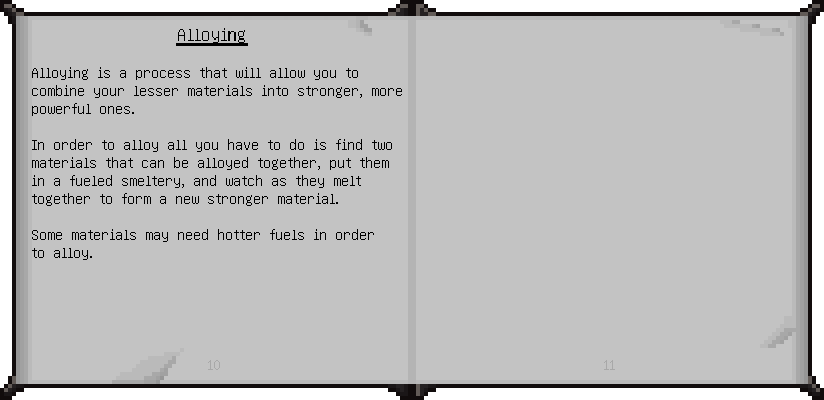 Alloying
Alloying is a process that will allow you to
combine your lesser materials into stronger, more
powerful ones.
In order to alloy all you have to do is find two
materials that can be alloyed together, put them
in a fueled smeltery, and watch as they melt
together to form a new stronger material.
Some materials may need hotter fuels in order
to alloy.
10
11